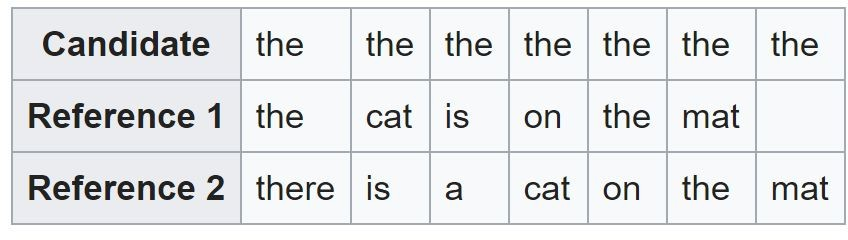 Candidate the the the the the the the
Reference 1 the cat is on the mat
Reference 2 there is a cat on the mat